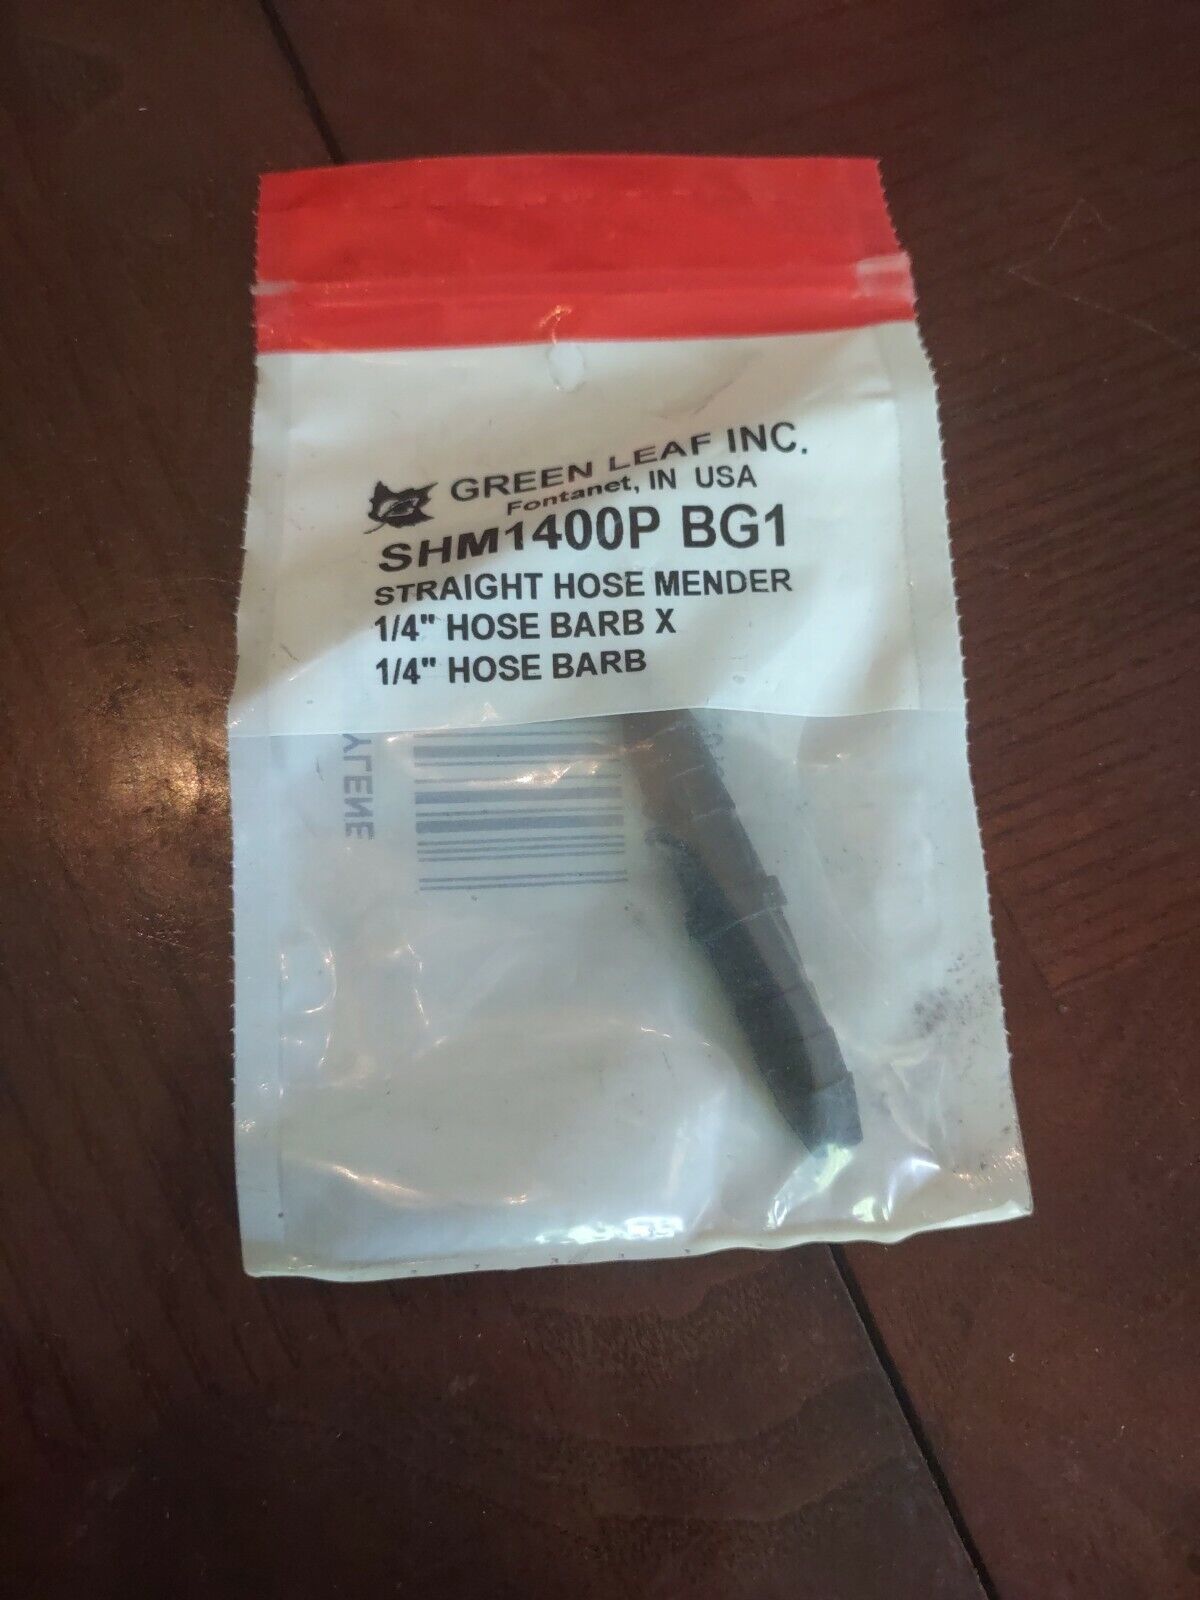 GREEN LEAF INC.
Fontanet, IN USA
SHM1400P BG1
STRAIGHT HOSE MENDER
1/4" HOSE BARB X
1/4" HOSE BARB
YLENE